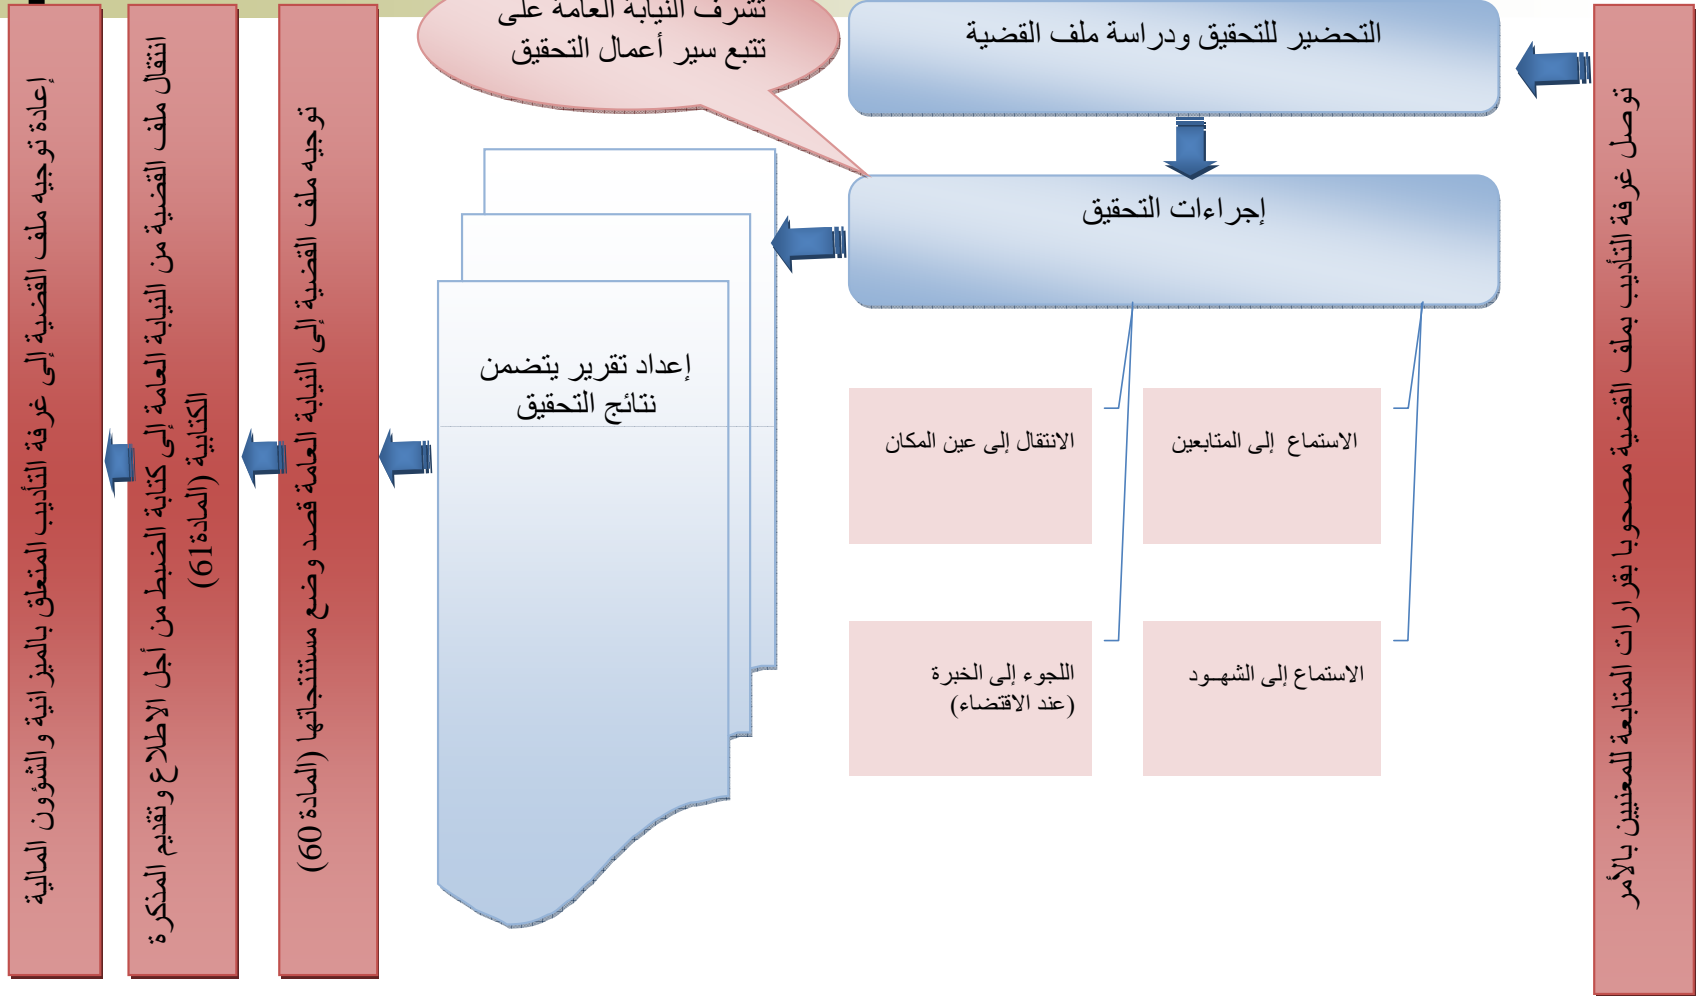 توصل غرفة التأديب بملف القضية مصحوبا بقرارات المتابعة للمعنيين بالأمر
التحضير للتحقيق ودراسة ملف القضية
تشرف النيابة العامة على
تتبع سير أعمال التحقيق
إجراءات التحقيق
الاستماع إلى المتابعين
الانتقال إلى عين المكان
الاستماع إلى الشهــود
اللجوء إلى الخبرة
(عند الاقتضاء)
إعداد تقرير يتضمن
نتائج التحقيق
توجيه ملف القضية إلى النيابة العامة قصد وضع مستنتجاتها (المادة 60)
انتقال ملف القضية من النيابة العامة إلى كتابة الضبط من أجل الاطلاع وتقديم المذكرة
الكتابية (المادة61)
إعادة توجيه ملف القضية إلى غرفة التأديب المتعلق بالميزانية والشؤون المالية